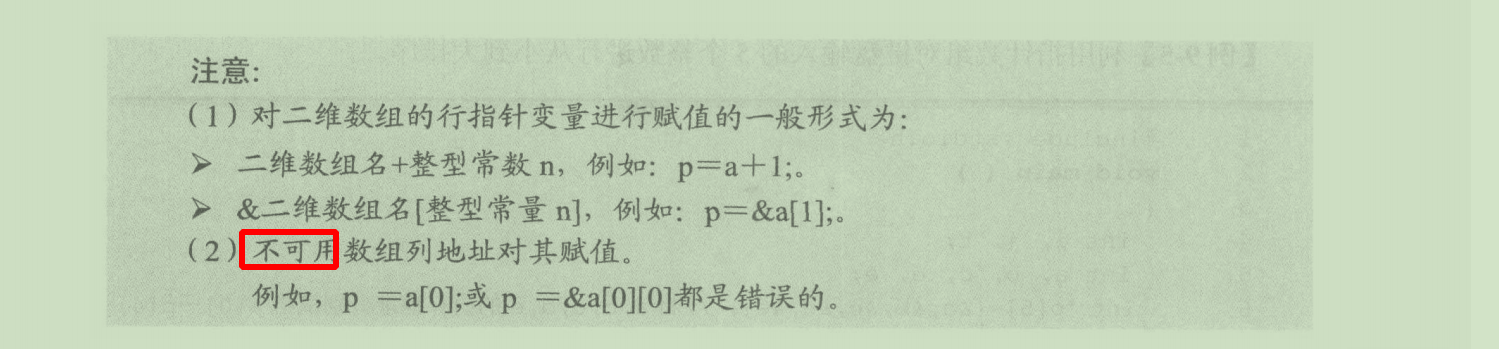 注意:
(1)对二维数组的行指针变量进行赋值的一般形式为:
➢ 二维数组名+整型常数 n，例如: p=a+1;。
➢ &二维数组名[整型常量 n]，例如: p=&a[1];。
(2)不可用数组列地址对其赋值。
例如，p =a[0];或 p =&a[0][0]都是错误的。